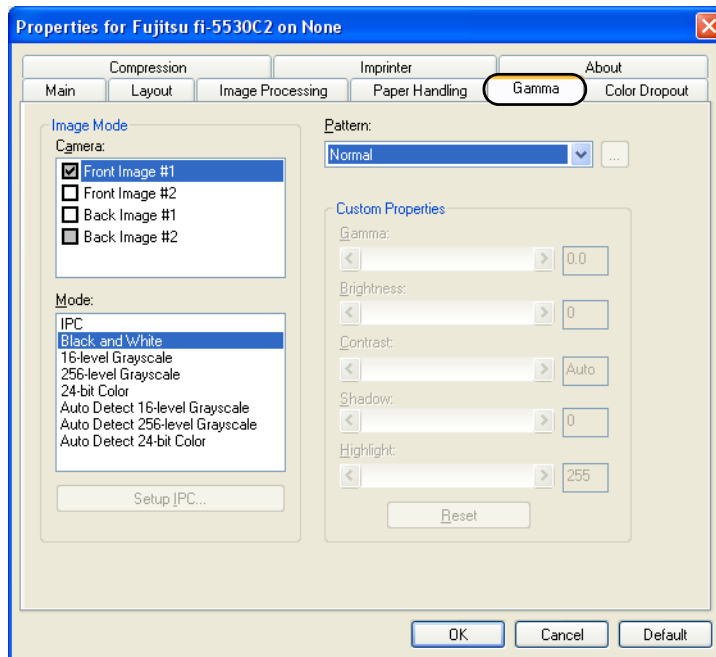 Properties for Fujitsu fi-5530C2 on None
Compression Imprinter About
Main Layout Image Processing Paper Handling Gamma Color Dropout
Image Mode
Camera:
Front Image #1
Front Image #2
Back Image #1
Back Image #2
Mode:
IPC
Black and White
16-level Grayscale
256-level Grayscale
24-bit Color
Auto Detect 16-level Grayscale
Auto Detect 256-level Grayscale
Auto Detect 24-bit Color
Setup IPC...
Pattern:
Normal
...
Custom Properties
Gamma:
0.0
Brightness:
0
Contrast:
Auto
Shadow:
0
Highlight:
255
Reset
OK Cancel Default